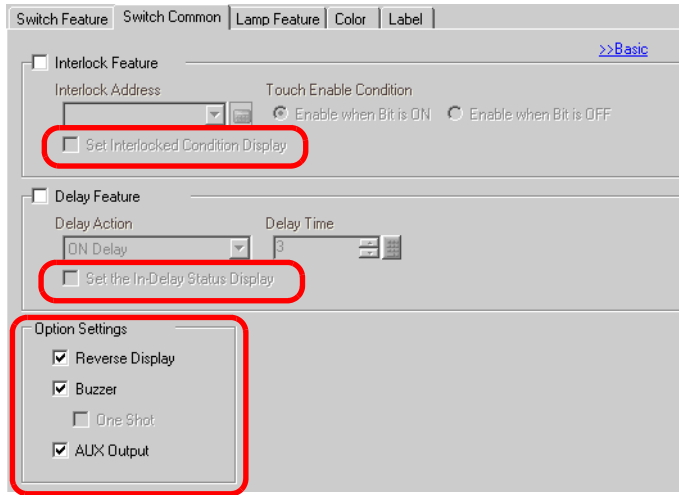 Switch Feature Switch Common Lamp Feature Color Label
>>Basic
Interlock Feature
Interlock Address Touch Enable Condition
Enable when Bit is ON Enable when Bit is OFF
Set Interlocked Condition Display
Delay Feature
Delay Action Delay Time
ON Delay 3
Set the In-Delay Status Display
Option Settings
Reverse Display
Buzzer
One Shot
AUX Output